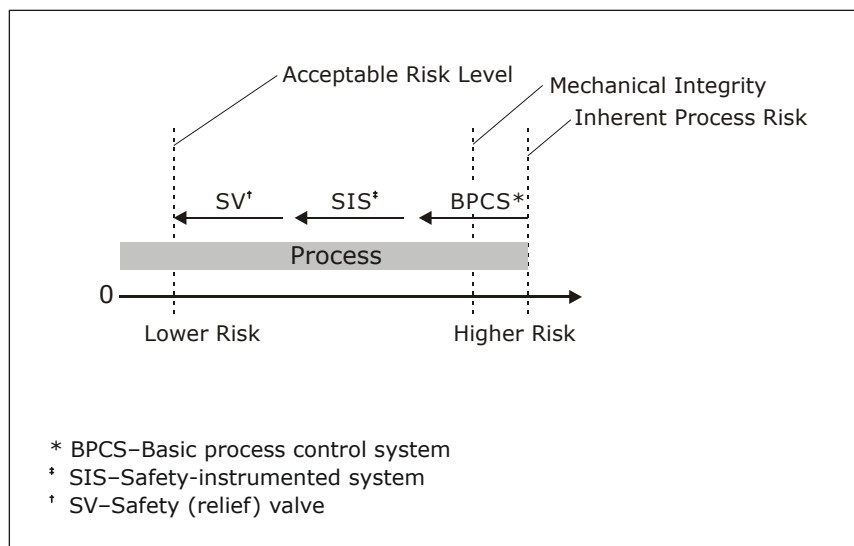 Acceptable Risk Level
Mechanical Integrity
Inherent Process Risk
SV† SIS‡ BPCS*
Process
0
Lower Risk Higher Risk
* BPCS–Basic process control system
‡ SIS–Safety-instrumented system
† SV–Safety (relief) valve